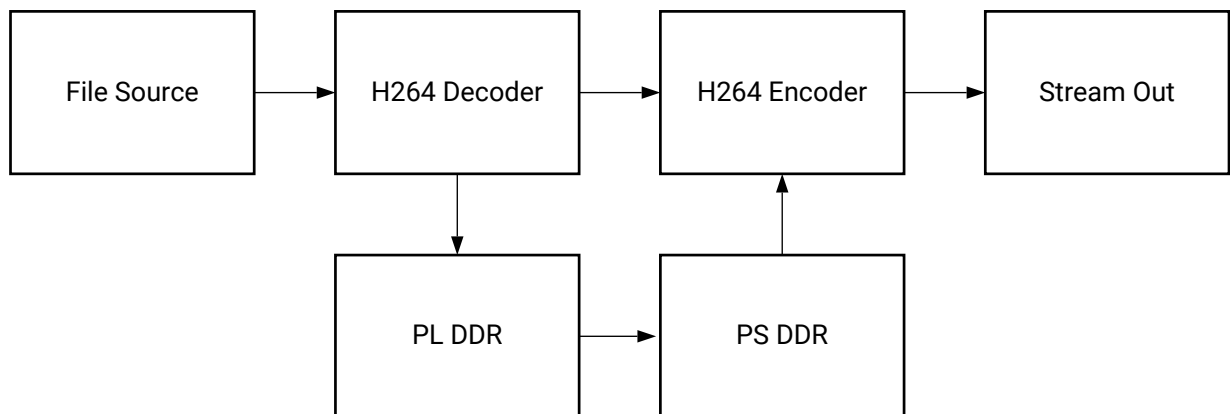 File Source
H264 Decoder
H264 Encoder
Stream Out
PL DDR
PS DDR